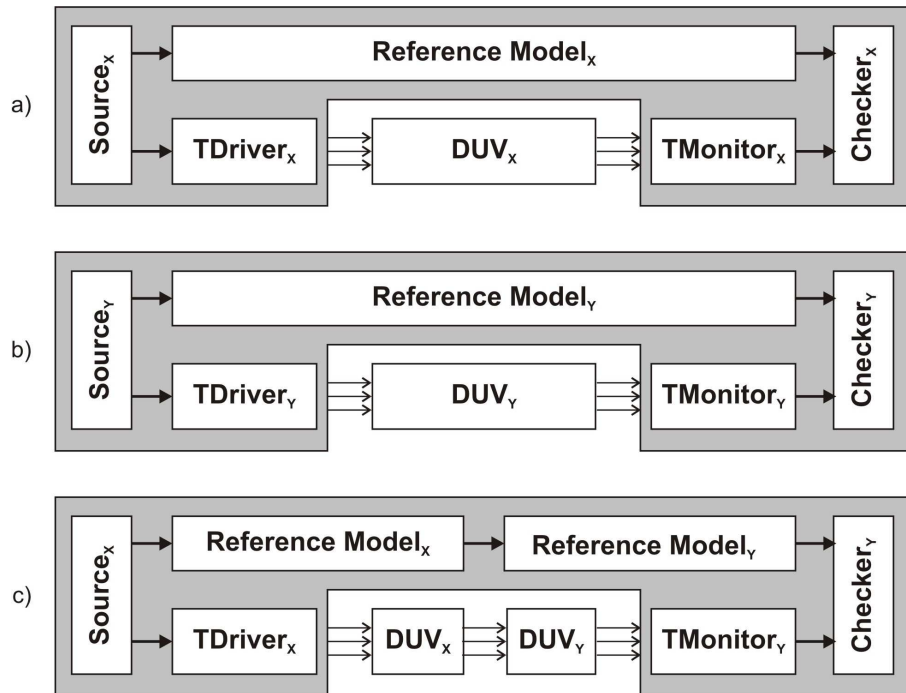 a)
Source_X
Reference Model_X
TDriver_X
DUV_X
TMonitor_X
Checker_X
b)
Source_Y
Reference Model_Y
TDriver_Y
DUV_Y
TMonitor_Y
Checker_Y
c)
Source_X
Reference Model_X
Reference Model_Y
TDriver_X
DUV_X
DUV_Y
TMonitor_Y
Checker_Y